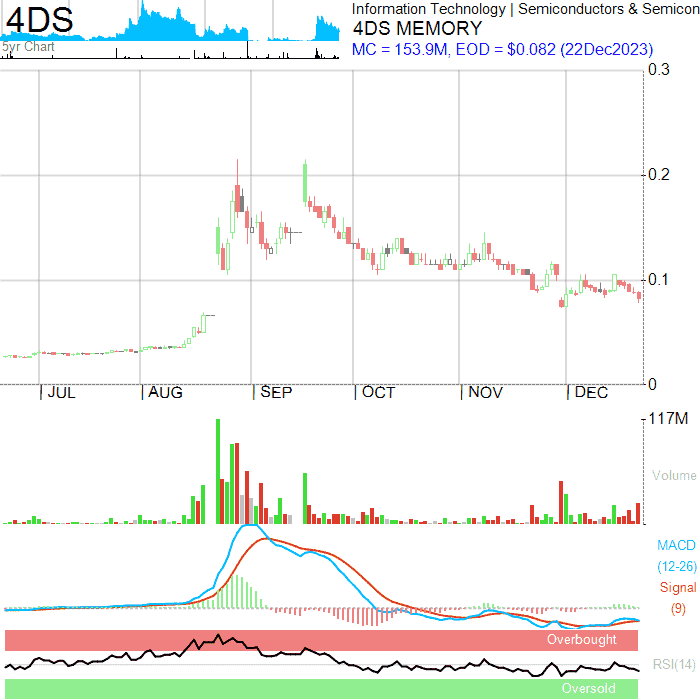 4DS
5yr Chart
Information Technology | Semiconductors & Semicon
4DS MEMORY
MC = 153.9M, EOD = $0.082 (22Dec2023)
0.3
0.2
0.1
0
| JUL | AUG | SEP | OCT | NOV | DEC
117M
Volume
MACD
(12-26)
Signal
(9)
Overbought
RSI(14)
Oversold